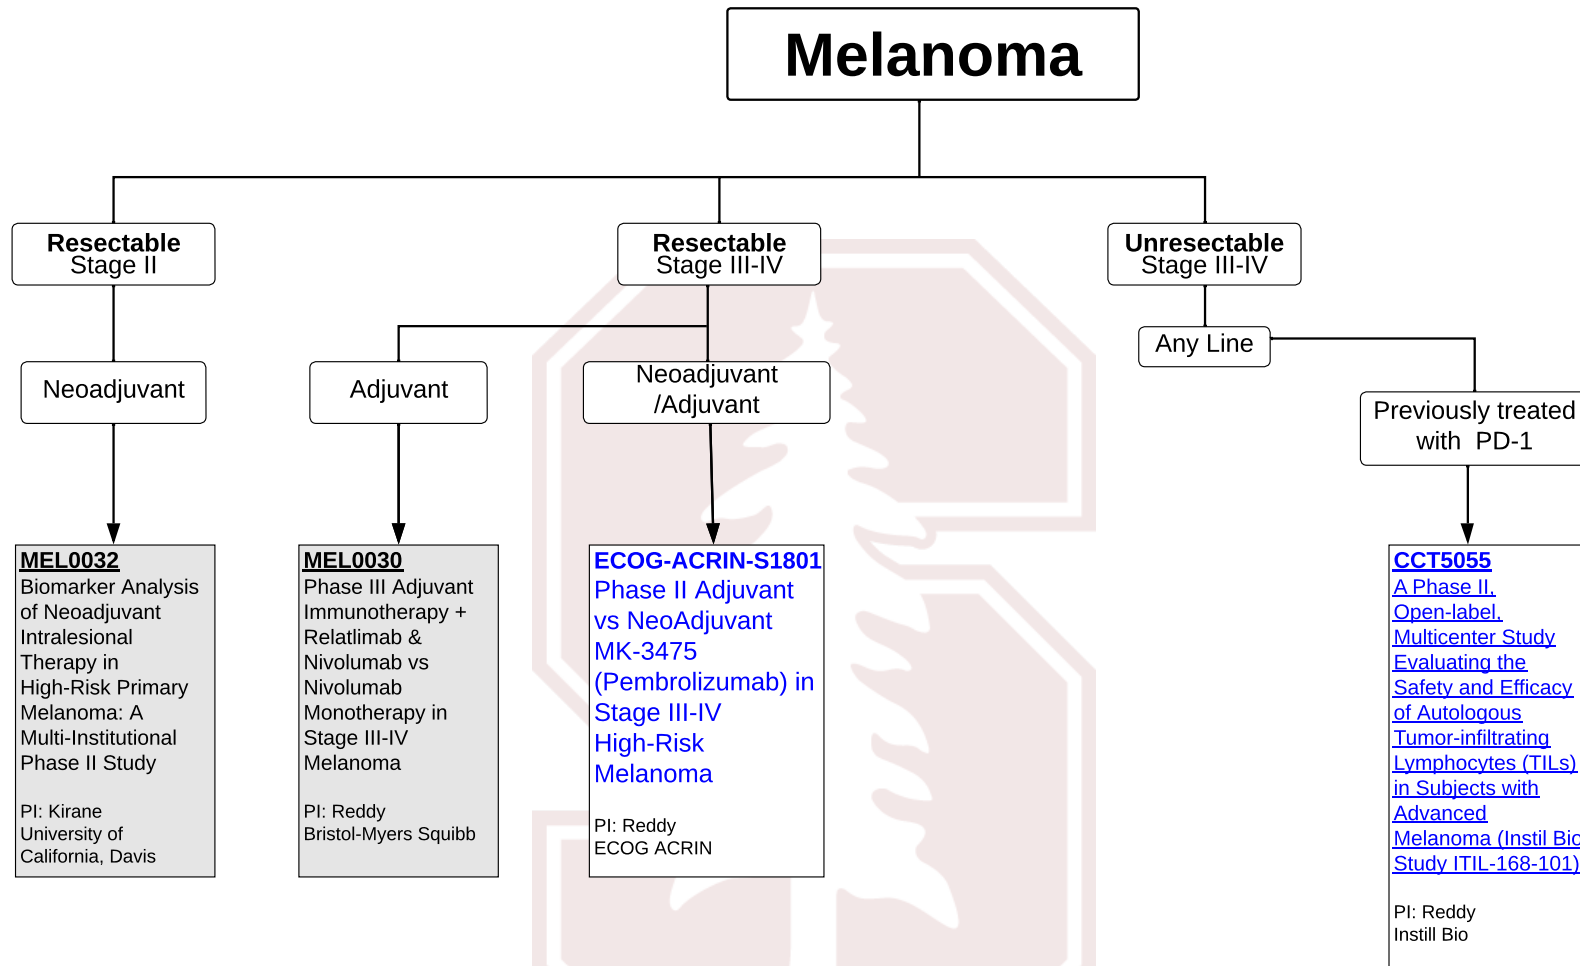 Melanoma
Resectable
Stage II
Resectable
Stage III-IV
Unresectable
Stage III-IV
Any Line
Neoadjuvant
Adjuvant
Neoadjuvant
/Adjuvant
Previously treated
with PD-1
MEL0032
Biomarker Analysis
of Neoadjuvant
Intralesional
Therapy in
High-Risk Primary
Melanoma: A
Multi-Institutional
Phase II Study
PI: Kirane
University of
California, Davis
MEL0030
Phase III Adjuvant
Immunotherapy +
Relatlimab &
Nivolumab vs
Nivolumab
Monotherapy in
Stage III-IV
Melanoma
PI: Reddy
Bristol-Myers Squibb
ECOG-ACRIN-S1801
Phase II Adjuvant
vs NeoAdjuvant
MK-3475
(Pembrolizumab) in
Stage III-IV
High-Risk
Melanoma
PI: Reddy
ECOG ACRIN
CCT5055
A Phase II,
Open-label,
Multicenter Study
Evaluating the
Safety and Efficacy
of Autologous
Tumor-infiltrating
Lymphocytes (TILs)
in Subjects with
Advanced
Melanoma (Instil Bio
Study ITIL-168-101)
PI: Reddy
Instill Bio